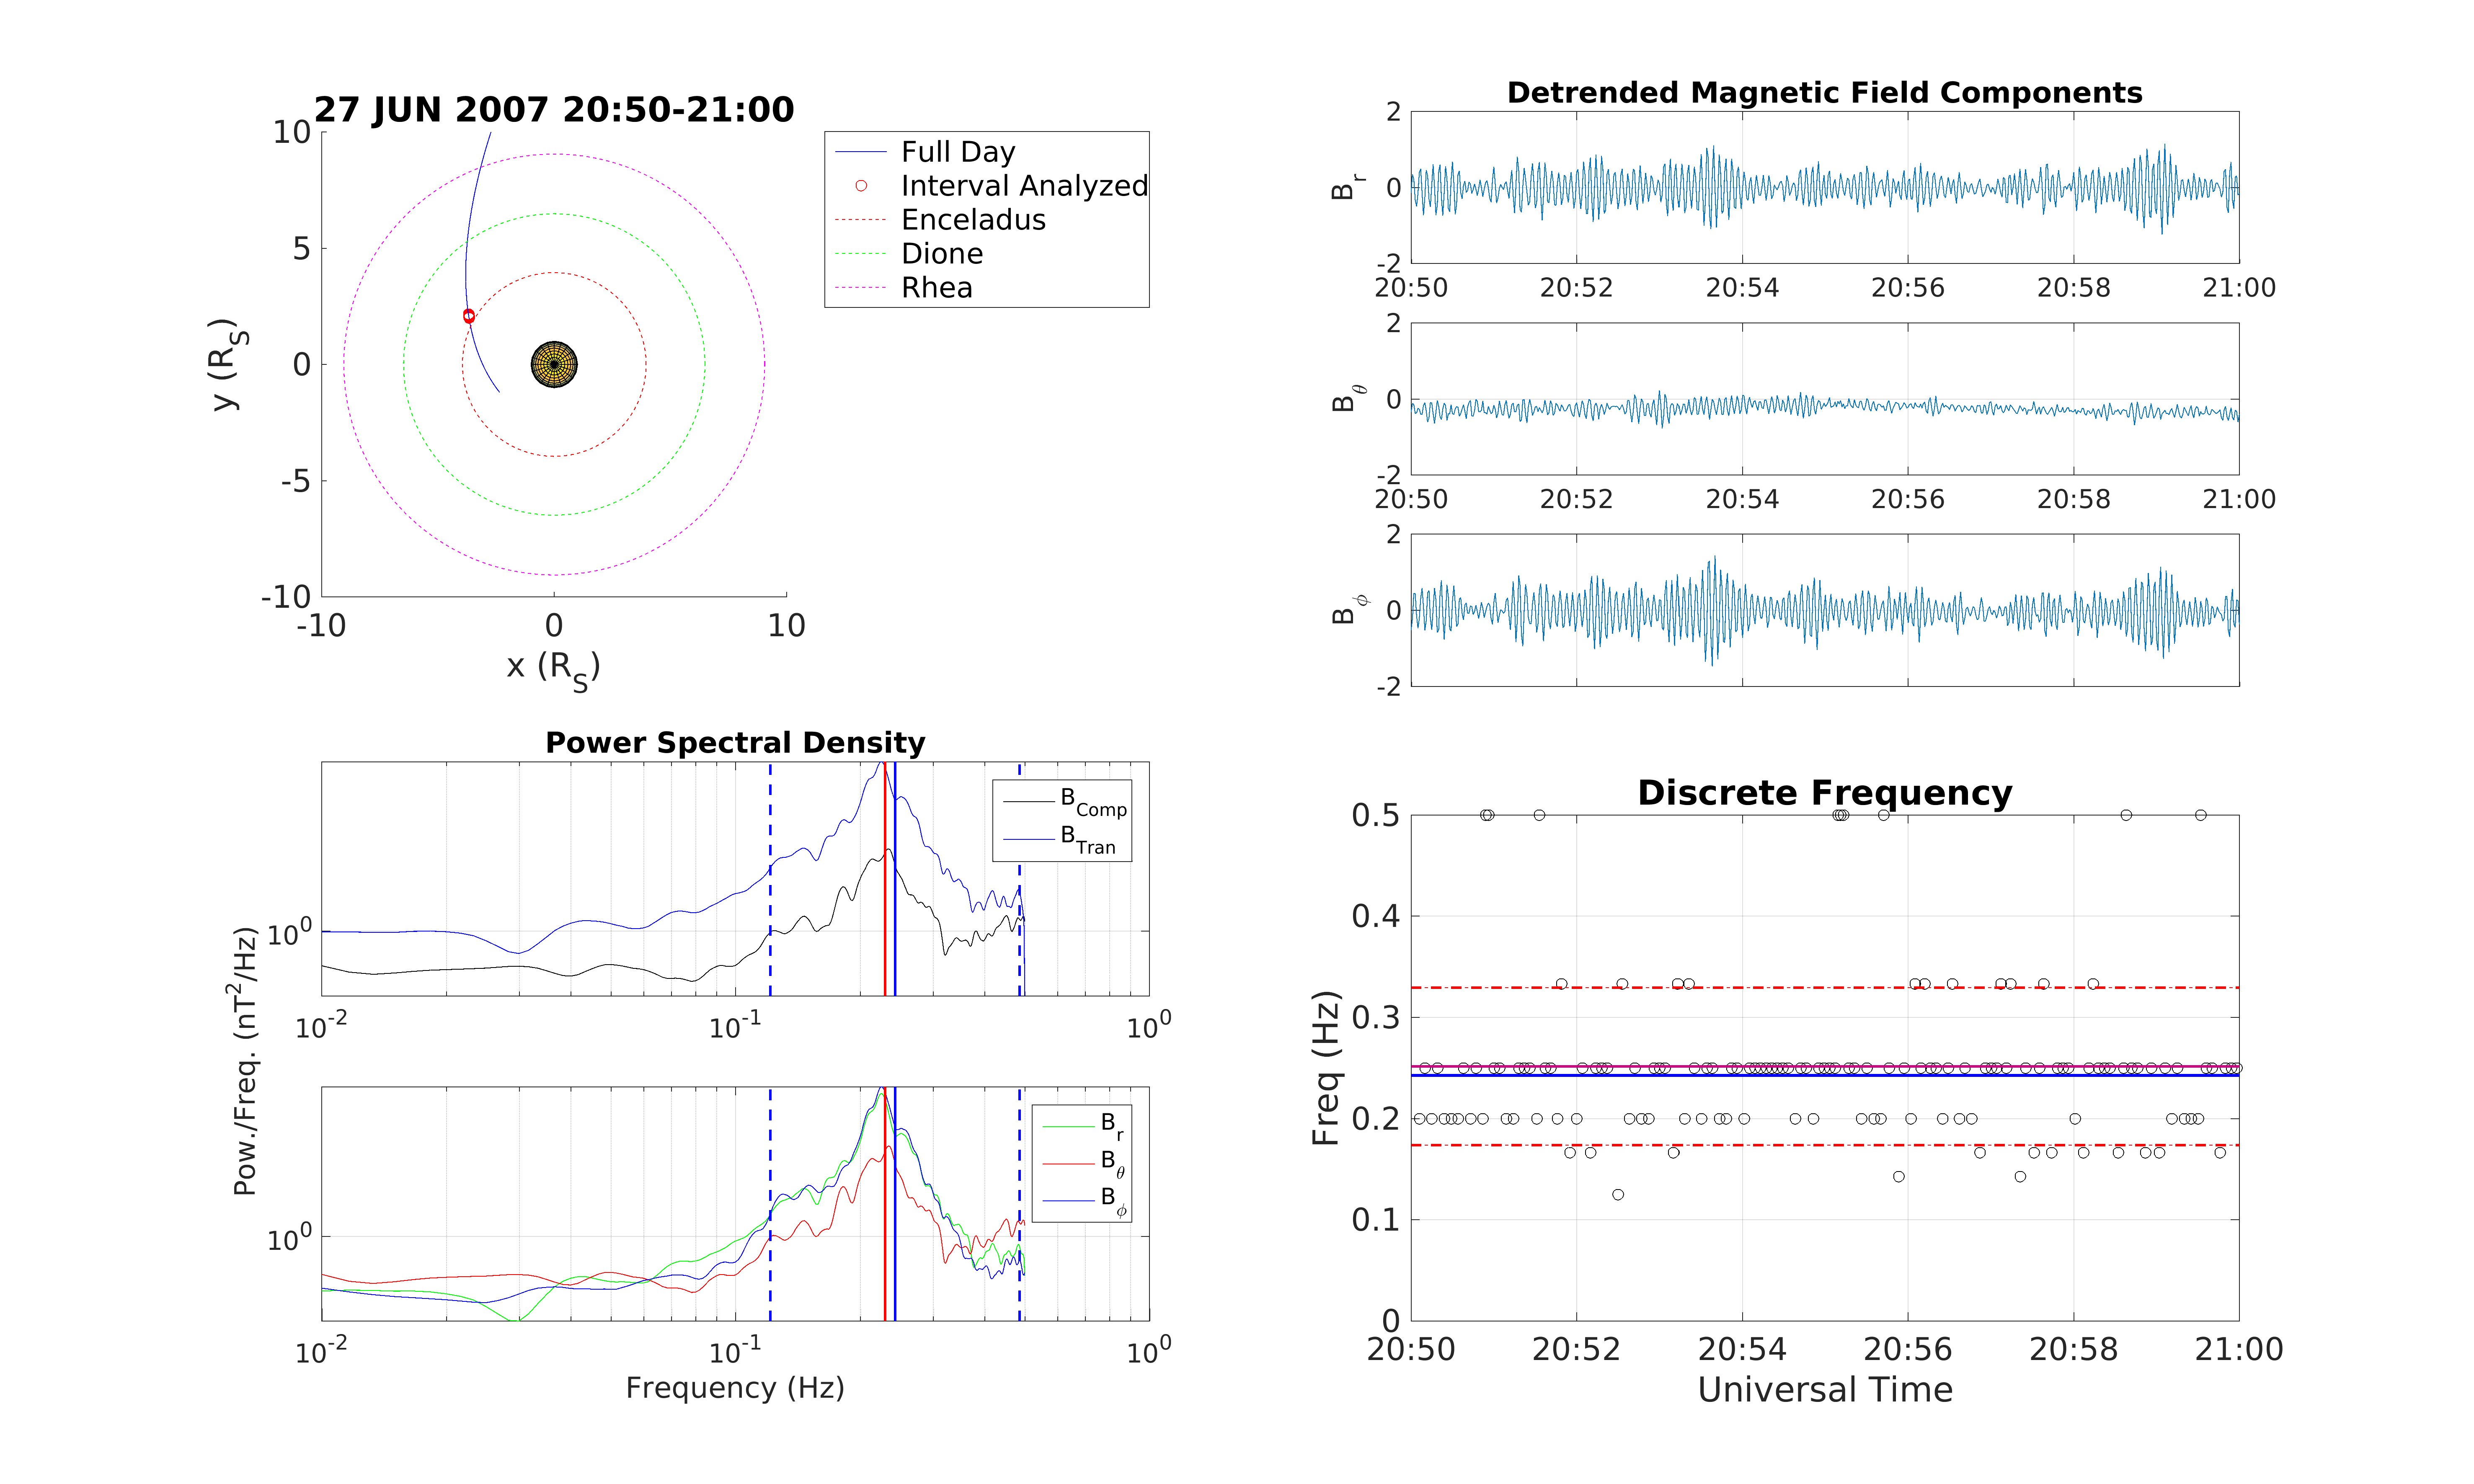 27 JUN 2007 20:50-21:00
10
5
0
-5
-10
-10 0 10
y (R_S)
x (R_S)
Full Day
Interval Analyzed
Enceladus
Dione
Rhea
Detrended Magnetic Field Components
B_r
2
0
-2
20:50 20:52 20:54 20:56 20:58 21:00
B_θ
2
0
-2
20:50 20:52 20:54 20:56 20:58 21:00
B_ϕ
2
0
-2
Power Spectral Density
B_Comp
B_Tran
10^0
10^-2 10^-1 10^0
Pow./Freq. (nT^2/Hz)
B_r
B_θ
B_ϕ
10^0
10^-2 10^-1 10^0
Frequency (Hz)
Discrete Frequency
0.5
0.4
0.3
0.2
0.1
0
Freq (Hz)
20:50 20:52 20:54 20:56 20:58 21:00
Universal Time